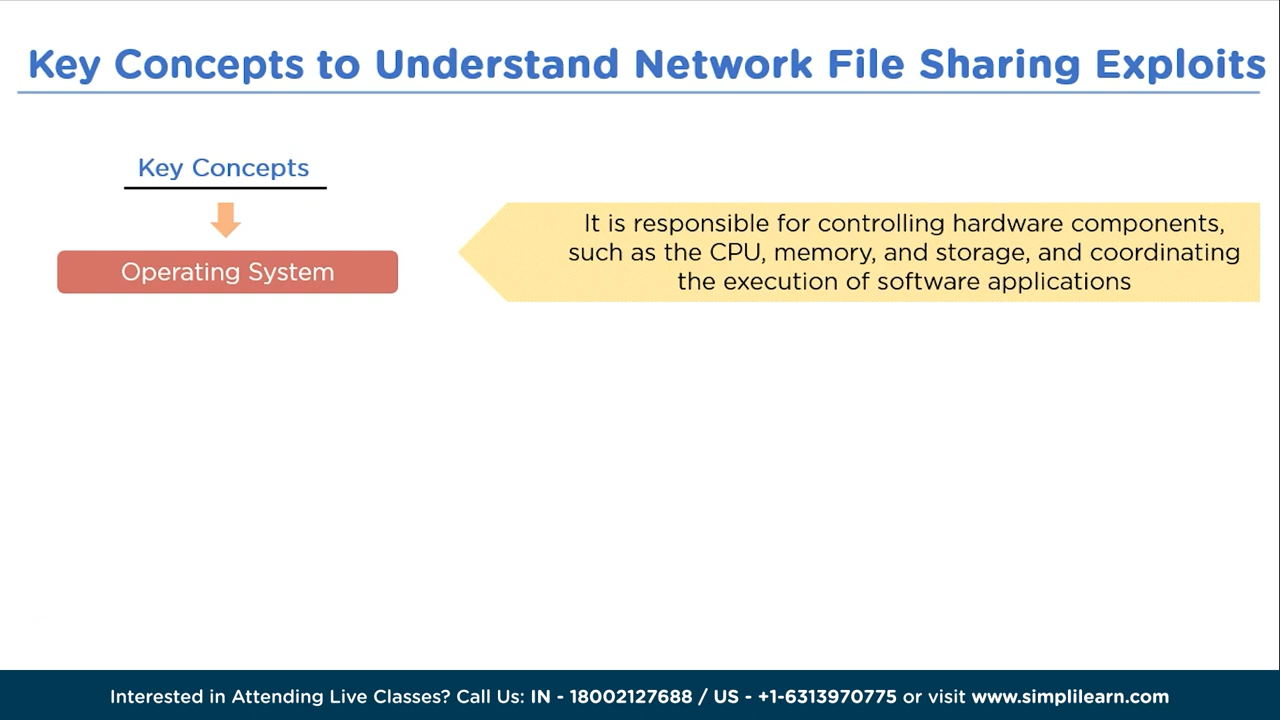 Key Concepts to Understand Network File Sharing Exploits
Key Concepts
Operating System
It is responsible for controlling hardware components,
such as the CPU, memory, and storage, and coordinating
the execution of software applications
Interested in Attending Live Classes? Call Us: IN - 18002127688 / US - +1-6313970775 or visit www.simplilearn.com